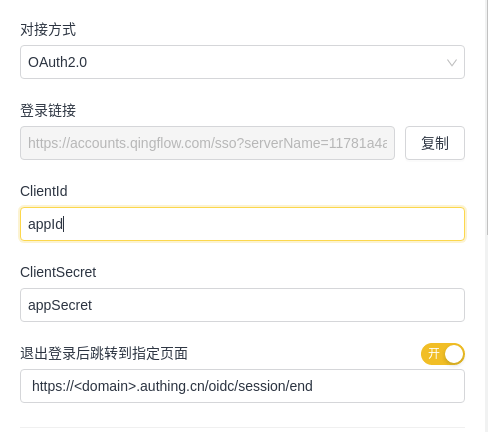 对接方式
OAuth2.0
登录链接
https://accounts.qingflow.com/sso?serverName=11781a4a
复制
ClientId
appId
ClientSecret
appSecret
退出登录后跳转到指定页面
开
https://<domain>.authing.cn/oidc/session/end